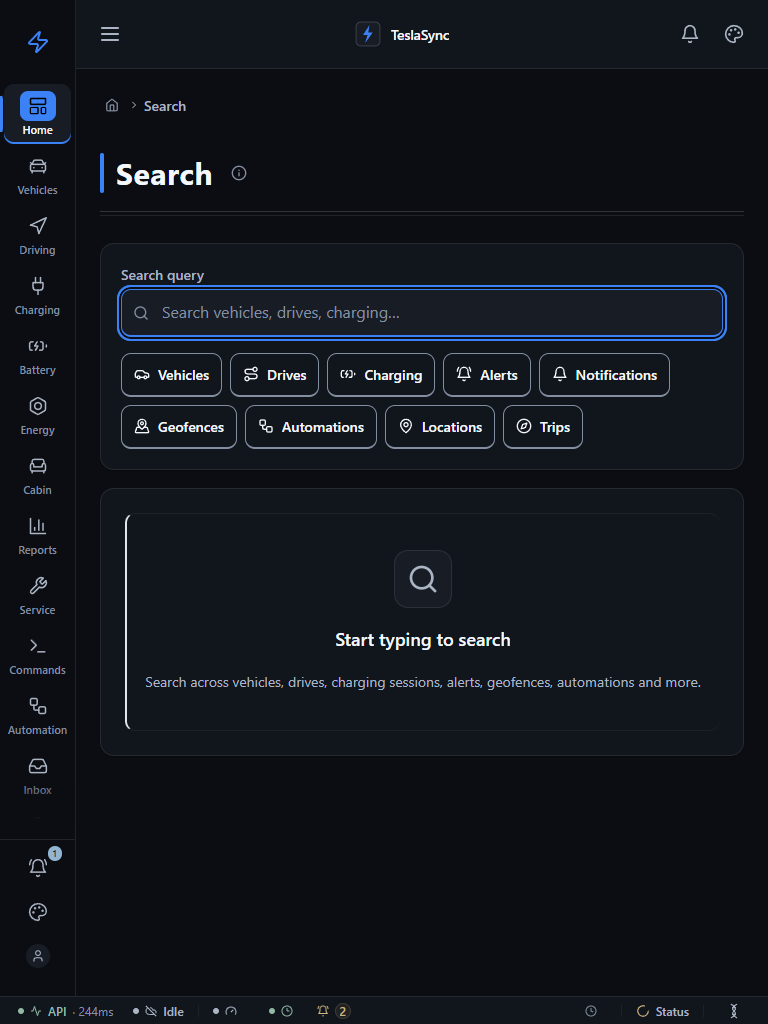 TeslaSync
Search
Search
Home
Vehicles
Driving
Charging
Battery
Energy
Cabin
Reports
Service
Commands
Automation
Inbox
1
Search query
Search vehicles, drives, charging...
Vehicles
Drives
Charging
Alerts
Notifications
Geofences
Automations
Locations
Trips
Start typing to search
Search across vehicles, drives, charging sessions, alerts, geofences, automations and more.
API · 244ms
Idle
2
Status